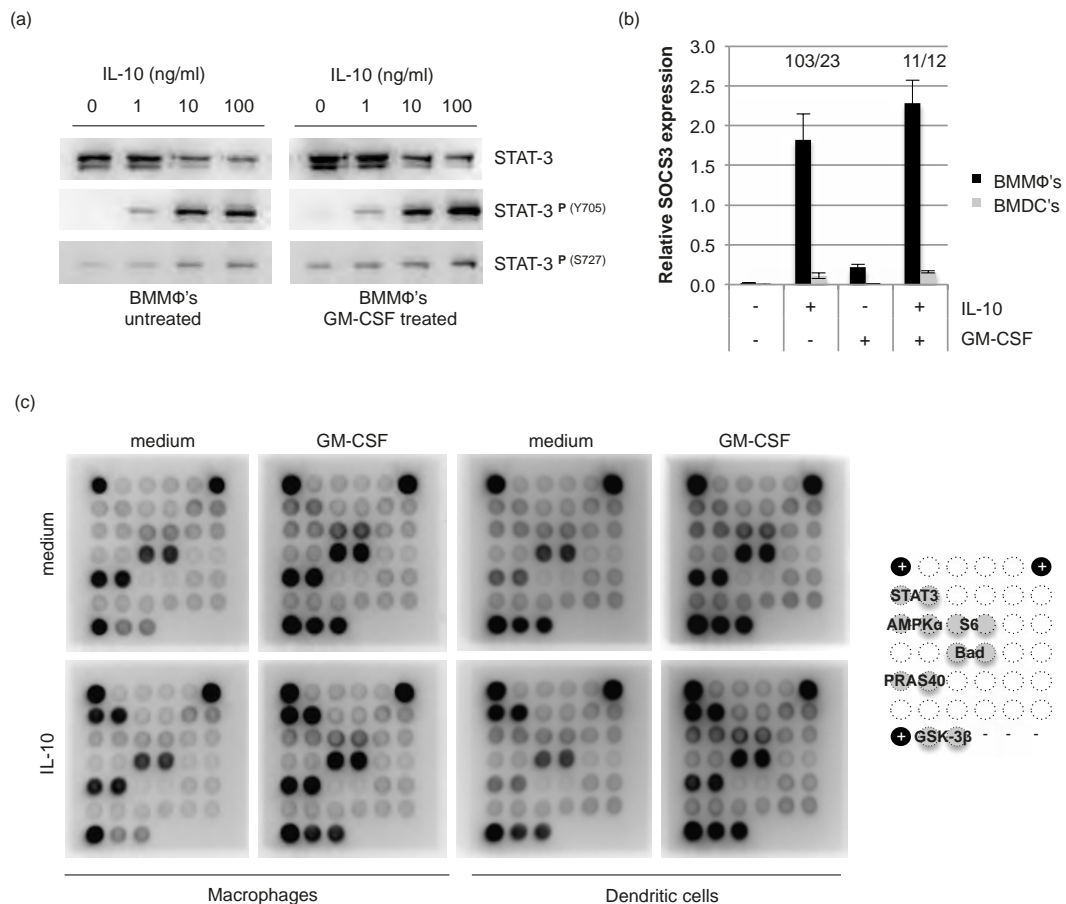 (a)
IL-10 (ng/ml)
IL-10 (ng/ml)
0 1 10 100
0 1 10 100
STAT-3
STAT-3 P (Y705)
STAT-3 P (S727)
BMMΦ's
untreated
BMMΦ's
GM-CSF treated
(b)
Relative SOCS3 expression
3.0
2.5
2.0
1.5
1.0
0.5
0.0
103/23
11/12
BMMΦ's
BMDC's
- + - + IL-10
- - + + GM-CSF
(c)
medium GM-CSF medium GM-CSF
medium
IL-10
Macrophages
Dendritic cells
+ +
STAT3
AMPKα S6
Bad
PRAS40
+ GSK-3β - - -